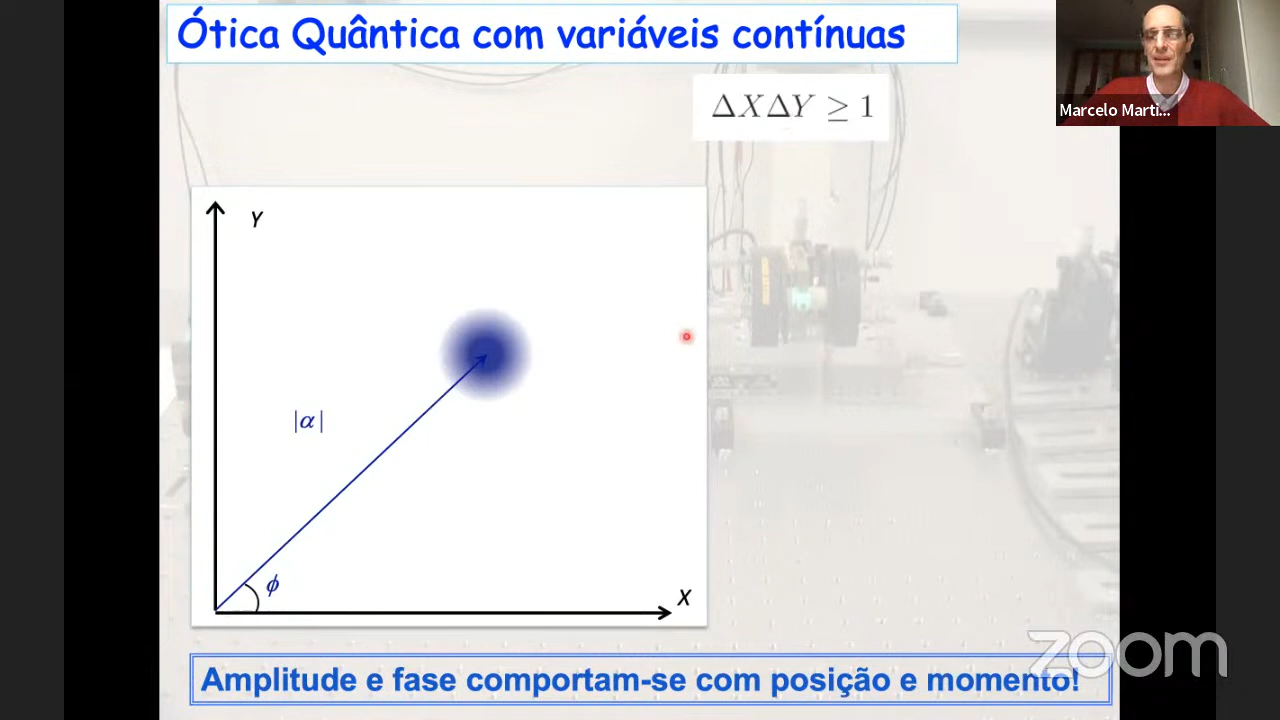 Ótica Quântica com variáveis contínuas
ΔXΔY ≥ 1
Marcelo Marti...
Y
|α|
ϕ
X
zoom
Amplitude e fase comportam-se com posição e momento!